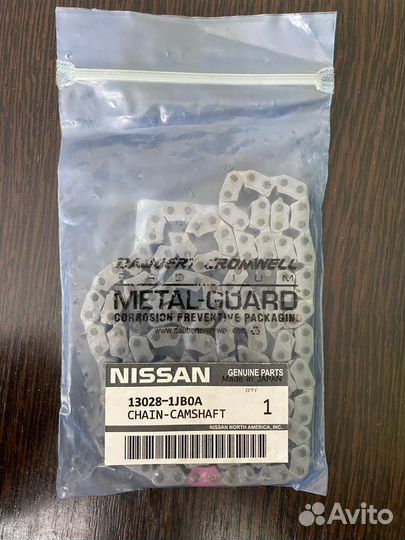 DAUBERT CROMWELL
PREMIUM
METAL-GUARD
CORROSION PREVENTIVE PACKAGING
www.daubertcromwell.com
NISSAN
GENUINE PARTS
Made in JAPAN
13028-1JB0A
CHAIN-CAMSHAFT
QTY
1
NISSAN NORTH AMERICA, INC.
Avito